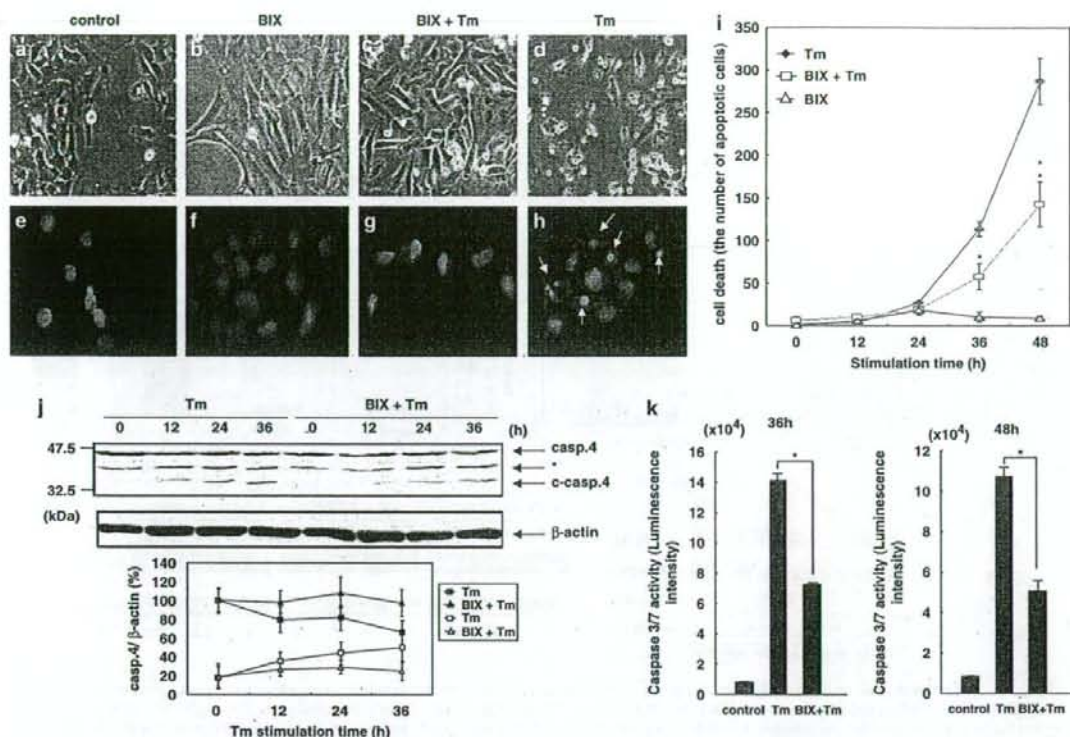 control BIX BIX + Tm Tm
a b c d
e f g h
i
Tm
BIX + Tm
BIX
cell death (the number of apoptotic cells)
350
300
250
200
150
100
50
0
*
*
*
0 12 24 36 48
Stimulation time (h)
j
Tm BIX + Tm
0 12 24 36 .0 12 24 36 (h)
47.5
32.5
(kDa)
casp.4
*
c-casp.4
β-actin
casp.4/ β-actin (%)
140
120
100
80
60
40
20
0
Tm
BIX + Tm
Tm
BIX + Tm
0 12 24 36
Tm stimulation time (h)
k
(x10⁴) 36h
Caspase 3/7 activity (Luminescence intensity)
16
14
12
10
8
6
4
2
0
*
control Tm BIX+Tm
(x10⁴) 48h
Caspase 3/7 activity (Luminescence intensity)
12
10
8
6
4
2
0
*
control Tm BIX+Tm